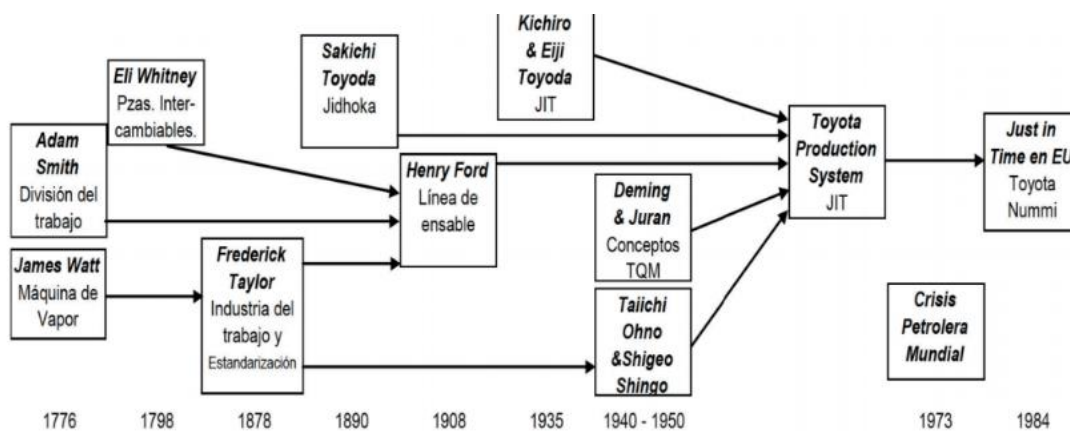 Adam
Smith
División del
trabajo
James Watt
Máquina de
Vapor
Eli Whitney
Pzas. Inter-
cambiables.
Frederick
Taylor
Industria del
trabajo y
Estandarización
Sakichi
Toyoda
Jidhoka
Henry Ford
Línea de
ensable
Kichiro
& Eiji
Toyoda
JIT
Deming
& Juran
Conceptos
TQM
Taiichi
Ohno
&Shigeo
Shingo
Toyota
Production
System
JIT
Crisis
Petrolera
Mundial
Just in
Time en EU
Toyota
Nummi
1776 1798 1878 1890 1908 1935 1940 - 1950 1973 1984